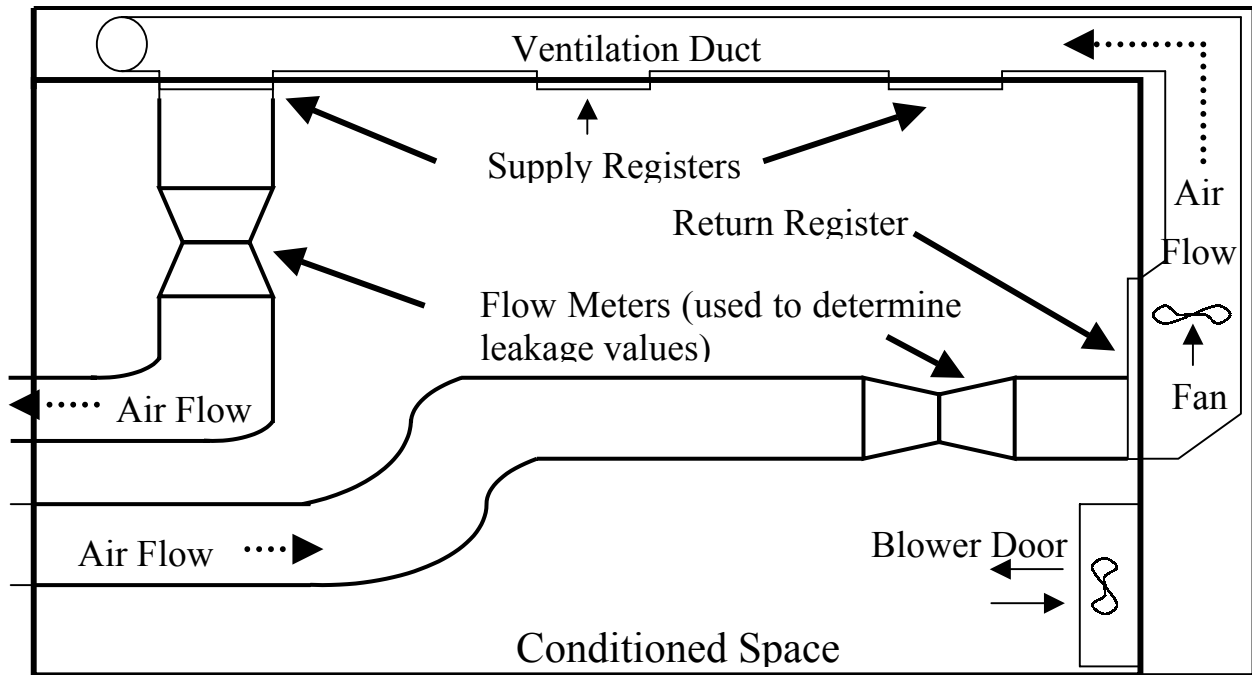 Ventilation Duct
Supply Registers
Air
Flow
Return Register
Flow Meters (used to determine
leakage values)
Fan
Air Flow
Air Flow
Blower Door
Conditioned Space